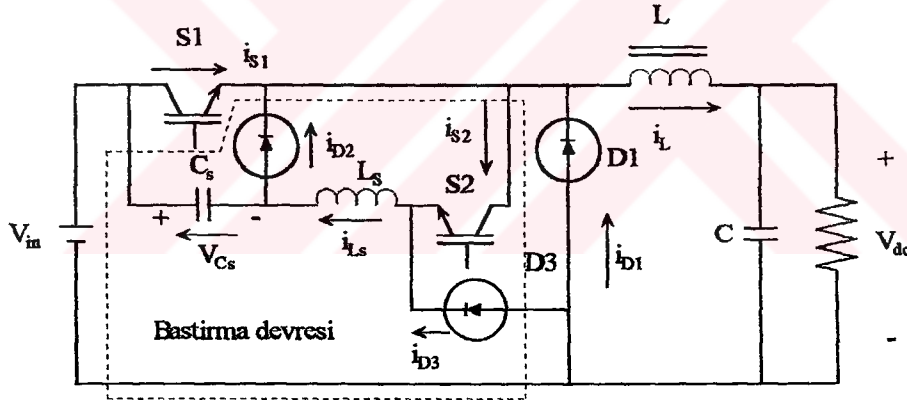 L
S1
i_S1
i_L
i_D2
i_S2
D1
C_s
L_s
S2
+
-
+
V_in
V_Cs
i_Ls
i_D1
C
V_dc
D3
Bastirma devresi
i_D3
-